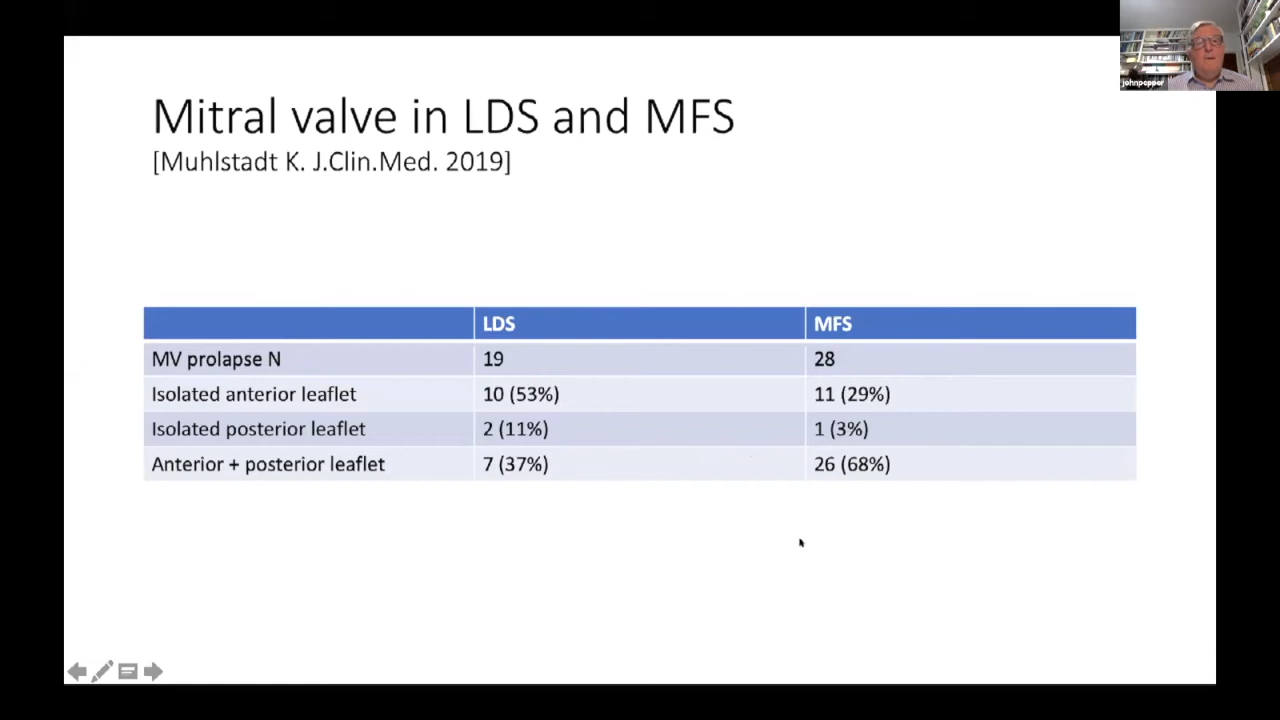 johnpepper
Mitral valve in LDS and MFS
[Muhlstadt K. J.Clin.Med. 2019]
LDS MFS
MV prolapse N 19 28
Isolated anterior leaflet 10 (53%) 11 (29%)
Isolated posterior leaflet 2 (11%) 1 (3%)
Anterior + posterior leaflet 7 (37%) 26 (68%)